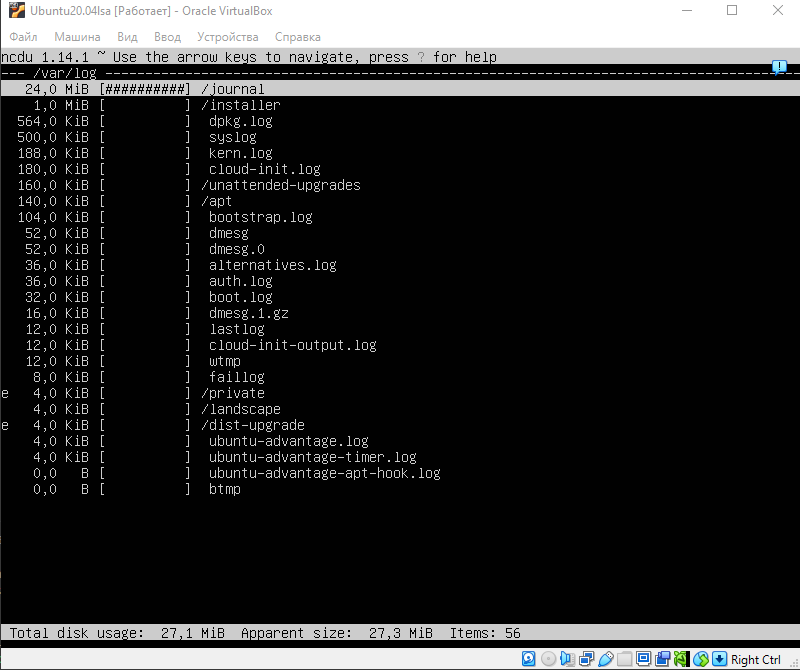 Ubuntu20.04lsa [Работает] - Oracle VirtualBox
Файл Машина Вид Ввод Устройства Справка
ncdu 1.14.1 ~ Use the arrow keys to navigate, press ? for help
--- /var/log ----------------------------------------------------------------------
24,0 MiB [##########] /journal
1,0 MiB [          ] /installer
564,0 KiB [          ]  dpkg.log
500,0 KiB [          ]  syslog
188,0 KiB [          ]  kern.log
180,0 KiB [          ]  cloud-init.log
160,0 KiB [          ] /unattended-upgrades
140,0 KiB [          ] /apt
104,0 KiB [          ]  bootstrap.log
52,0 KiB [          ]  dmesg
52,0 KiB [          ]  dmesg.0
36,0 KiB [          ]  alternatives.log
36,0 KiB [          ]  auth.log
32,0 KiB [          ]  boot.log
16,0 KiB [          ]  dmesg.1.gz
12,0 KiB [          ]  lastlog
12,0 KiB [          ]  cloud-init-output.log
12,0 KiB [          ]  wtmp
8,0 KiB [          ]  faillog
e 4,0 KiB [          ] /private
4,0 KiB [          ] /landscape
e 4,0 KiB [          ] /dist-upgrade
4,0 KiB [          ]  ubuntu-advantage.log
4,0 KiB [          ]  ubuntu-advantage-timer.log
0,0   B [          ]  ubuntu-advantage-apt-hook.log
0,0   B [          ]  btmp
Total disk usage:  27,1 MiB  Apparent size:  27,3 MiB  Items: 56
Right Ctrl